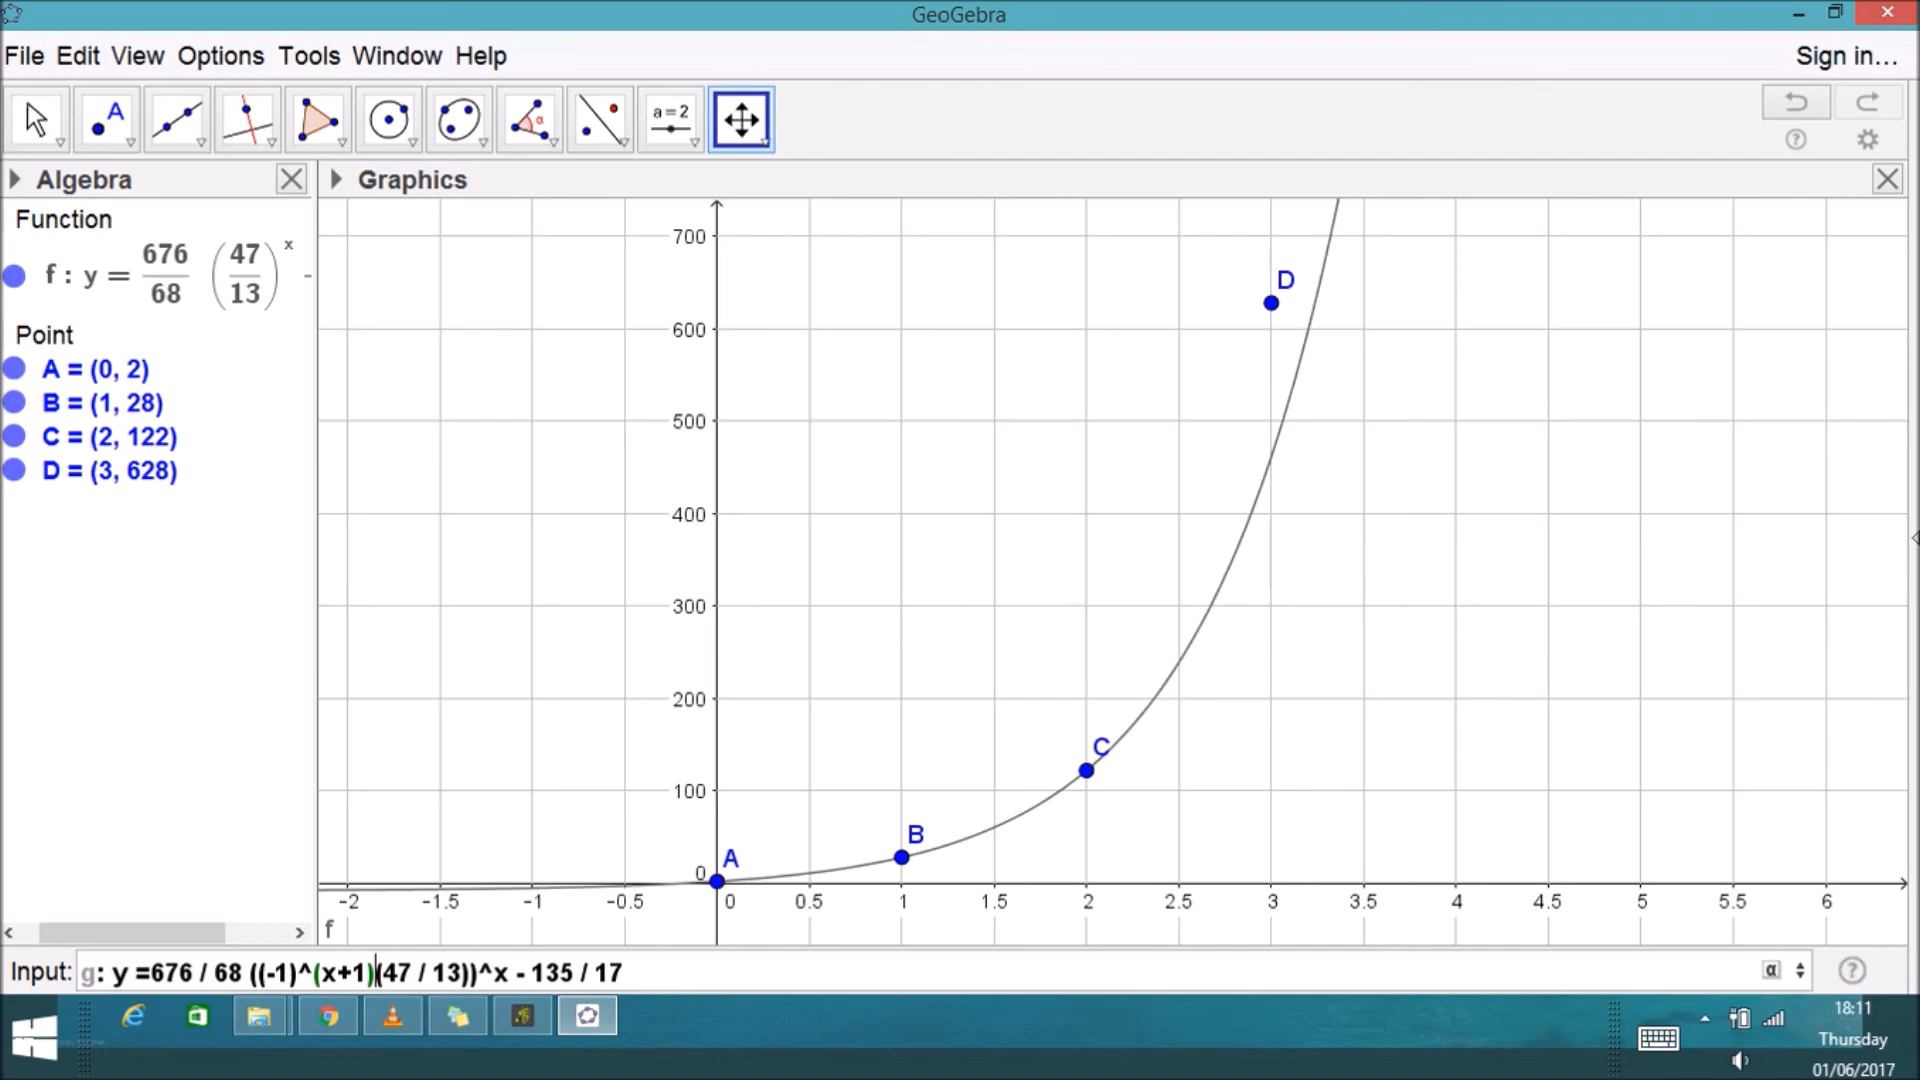 GeoGebra
File Edit View Options Tools Window Help
Sign in...
A
α
a = 2
Algebra
Graphics
Function
f : y = 676/68 (47/13)^x -
Point
A = (0, 2)
B = (1, 28)
C = (2, 122)
D = (3, 628)
700
600
500
400
300
200
100
0
D
C
B
A
-2 -1.5 -1 -0.5 0 0.5 1 1.5 2 2.5 3 3.5 4 4.5 5 5.5 6
f
Input: g: y =676 / 68 ((-1)^(x+1)(47 / 13))^x - 135 / 17
α
18:11
Thursday
01/06/2017